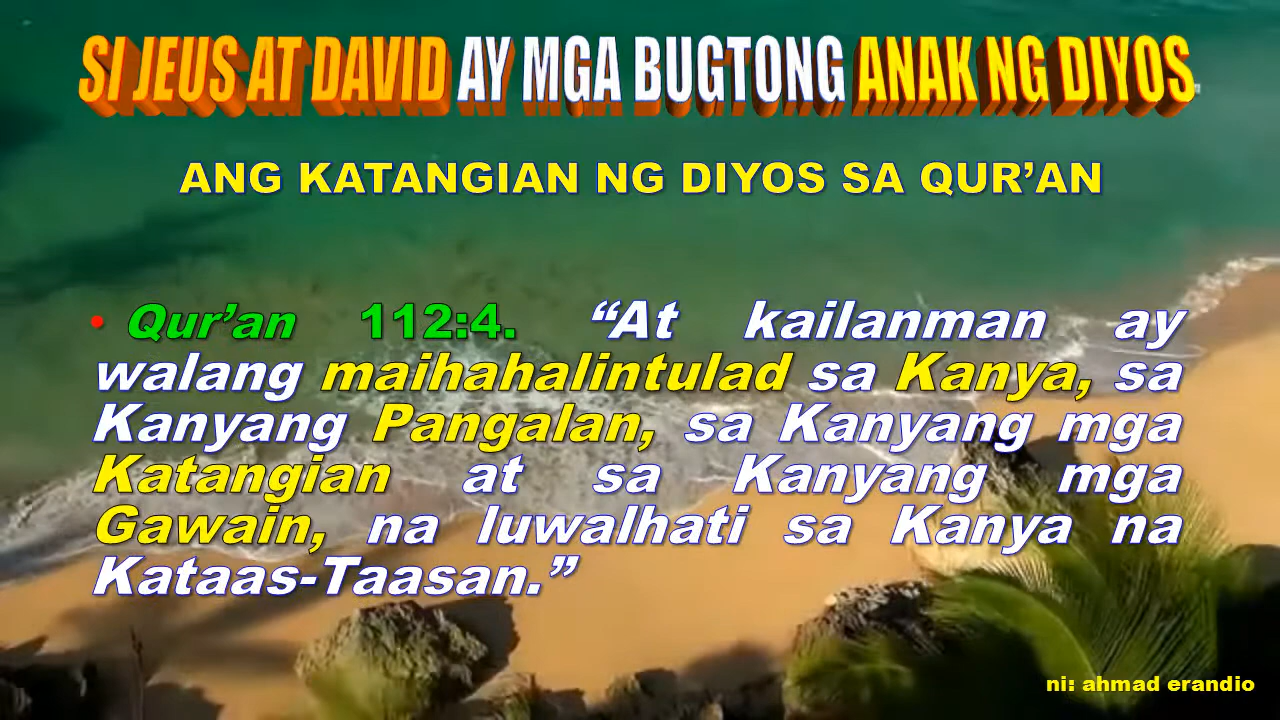 SI JEUS AT DAVID AY MGA BUGTONG ANAK NG DIYOS
ANG KATANGIAN NG DIYOS SA QUR’AN
• Qur’an 112:4. “At kailanman ay
walang maihahalintulad sa Kanya, sa
Kanyang Pangalan, sa Kanyang mga
Katangian at sa Kanyang mga
Gawain, na luwalhati sa Kanya na
Kataas-Taasan.”
ni: ahmad erandio